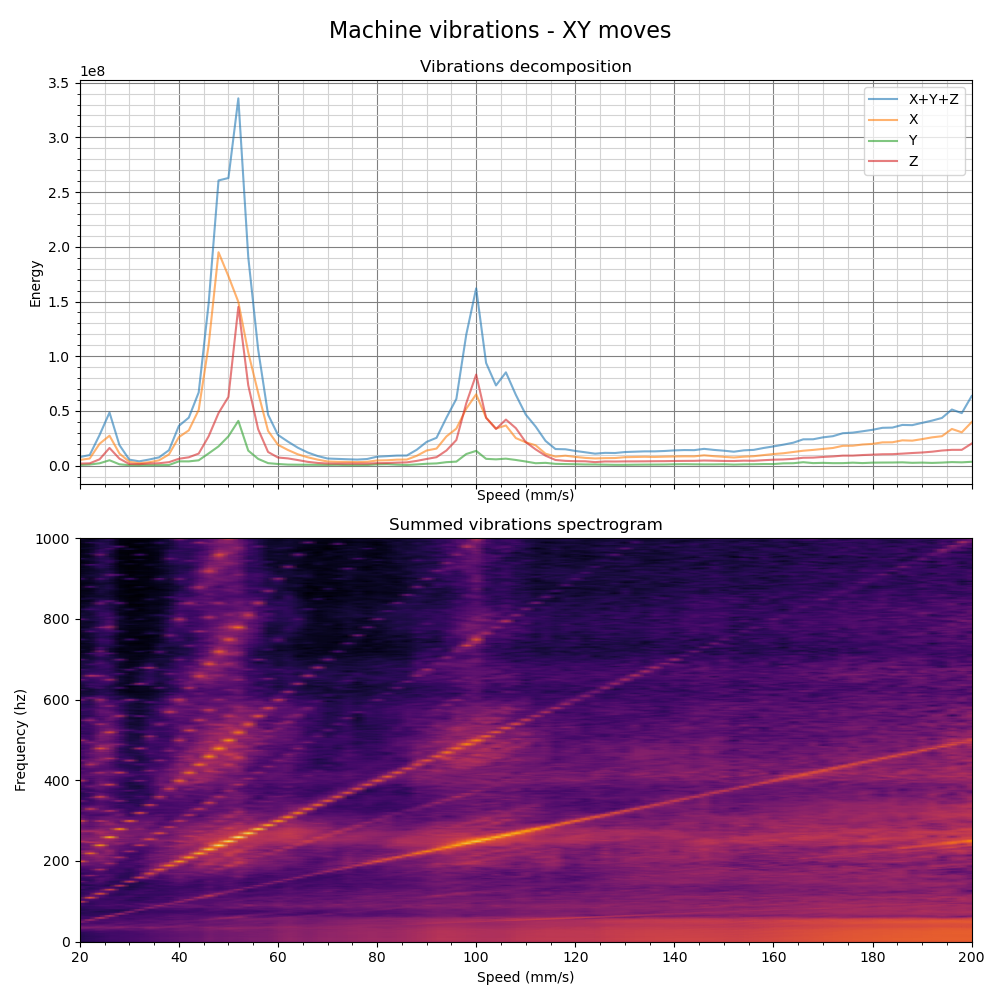 Machine vibrations - XY moves
Vibrations decomposition
1e8
3.5
3.0
2.5
2.0
1.5
1.0
0.5
0.0
Energy
X+Y+Z
X
Y
Z
Speed (mm/s)
Summed vibrations spectrogram
1000
800
600
400
200
0
Frequency (hz)
20 40 60 80 100 120 140 160 180 200
Speed (mm/s)